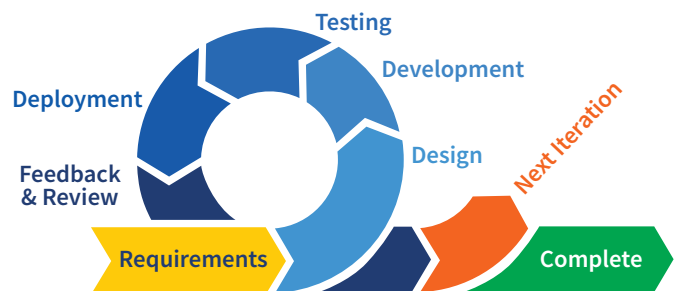 Testing
Development
Deployment
Next Iteration
Design
Feedback
& Review
Requirements
Complete